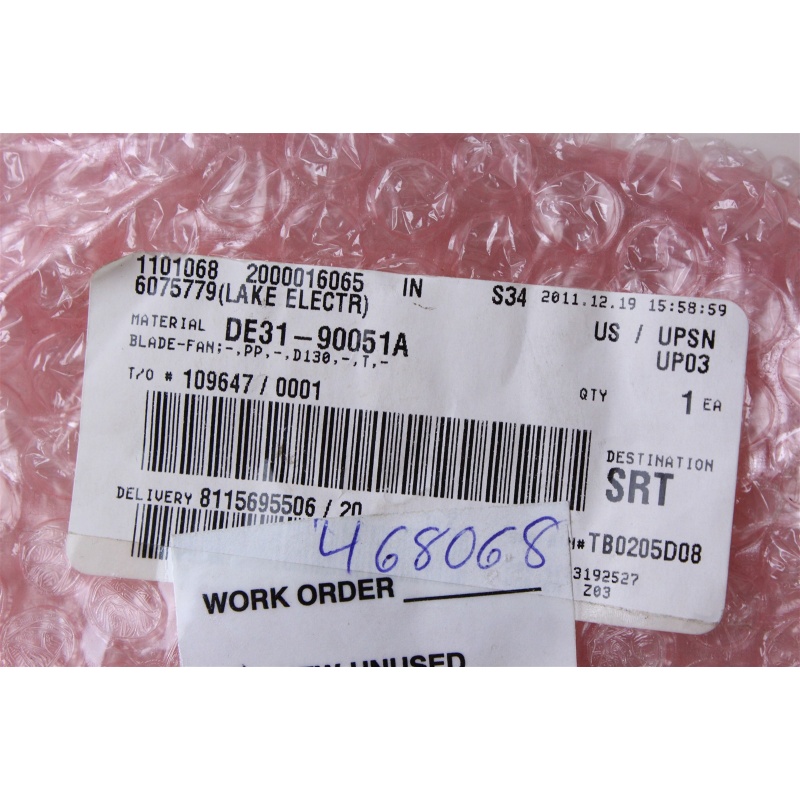 1101068 2000016065 IN S34 2011.12.19 15:58:59
6075779(LAKE ELECTR)
US / UPSN
MATERIAL DE31-90051A
UP03
BLADE-FAN;-,PP,-,D130,-,T,-
T/O # 109647 / 0001
QTY 1 EA
DESTINATION
SRT
DELIVERY 8115695506 / 20
#TB0205D08
3192527
Z03
468068
WORK ORDER
UNUSED